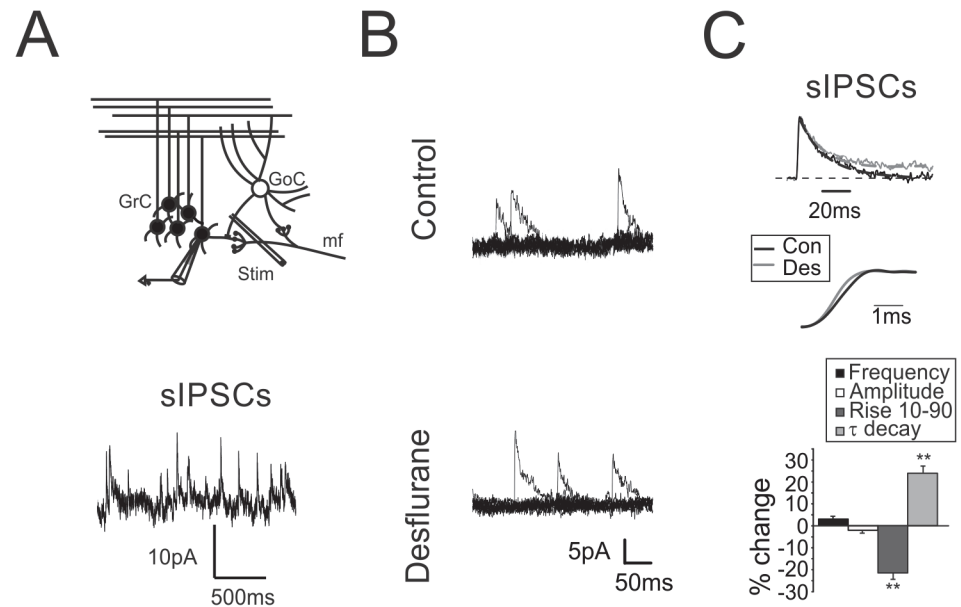 A
GrC
GoC
mf
Stim
sIPSCs
10pA
500ms
B
Control
Desflurane
5pA
50ms
C
sIPSCs
20ms
Con
Des
1ms
Frequency
Amplitude
Rise 10-90
τ decay
% change
30
20
10
0
-10
-20
-30
**
**